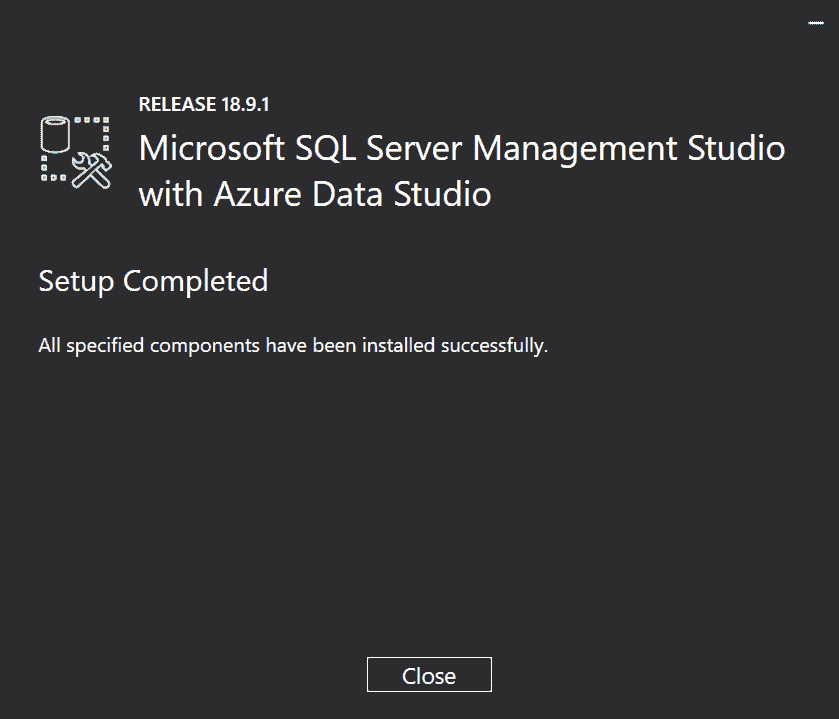 RELEASE 18.9.1
Microsoft SQL Server Management Studio
with Azure Data Studio
Setup Completed
All specified components have been installed successfully.
Close